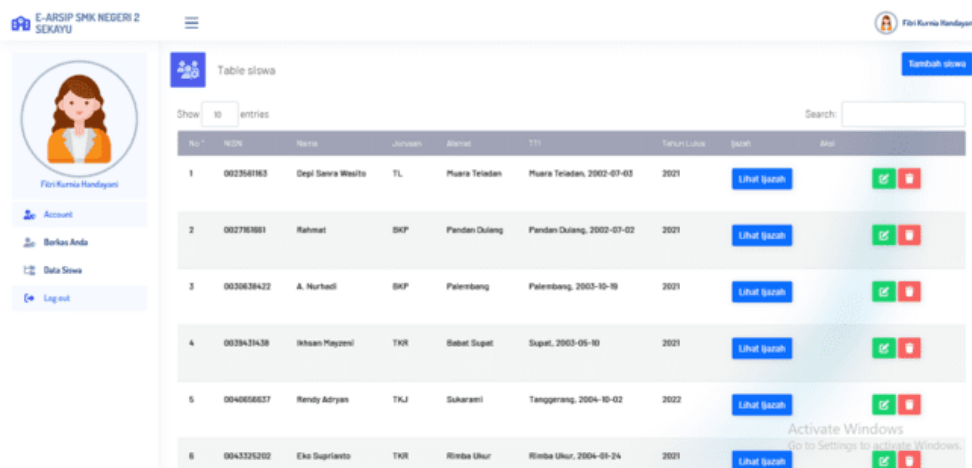 E-ARSIP SMK NEGERI 2
SEKAYU
Fitri Kurnia Handayani
Fitri Kurnia Handayani
Account
Berkas Anda
Data Siswa
Log out
Table siswa
Tambah siswa
Show 10 entries
Search:
No NISN Nama Jurusan Alamat TTl Tahun Lulus Ijazah Aksi
1 0023561163 Depi Sanra Wasito TL Muara Teladan Muara Teladan, 2002-07-03 2021 Lihat Ijazah
2 0027161661 Rahmat BKP Pandan Dulang Pandan Dulang, 2002-07-02 2021 Lihat Ijazah
3 0030638422 A. Nurhadi BKP Palembang Palembang, 2003-10-19 2021 Lihat Ijazah
4 0039431438 Ikhsan Mayzeni TKR Babat Supat Supat, 2003-05-10 2021 Lihat Ijazah
5 0040656637 Rendy Adryan TKJ Sukarami Tanggerang, 2004-10-02 2022 Lihat Ijazah
6 0043325202 Eko Suprianto TKR Rimba Ukur Rimba Ukur, 2004-01-24 2021 Lihat Ijazah
Activate Windows
Go to Settings to activate Windows.